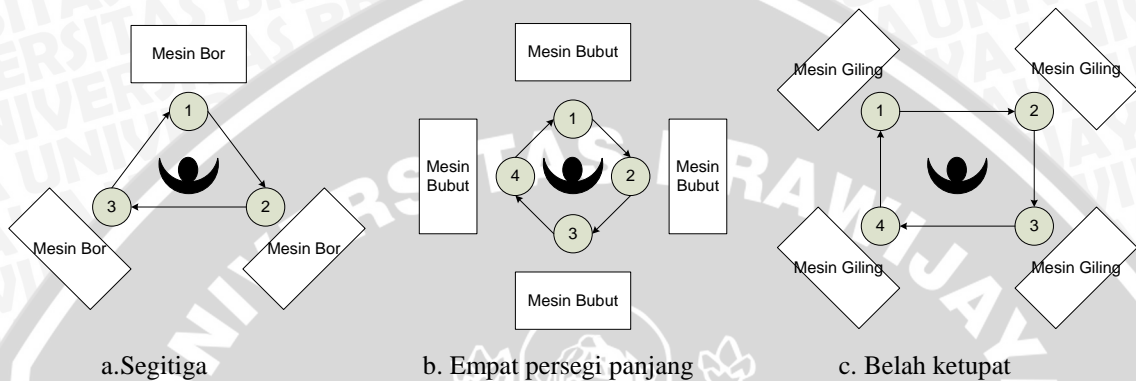 Mesin Bor
1
3
2
Mesin Bor
Mesin Bor
a.Segitiga
Mesin Bubut
1
Mesin
Bubut
4
2
Mesin
Bubut
3
Mesin Bubut
b. Empat persegi panjang
Mesin Giling
Mesin Giling
1
2
4
3
Mesin Giling
Mesin Giling
c. Belah ketupat
UNIVERSITAS BRAWIJAYA